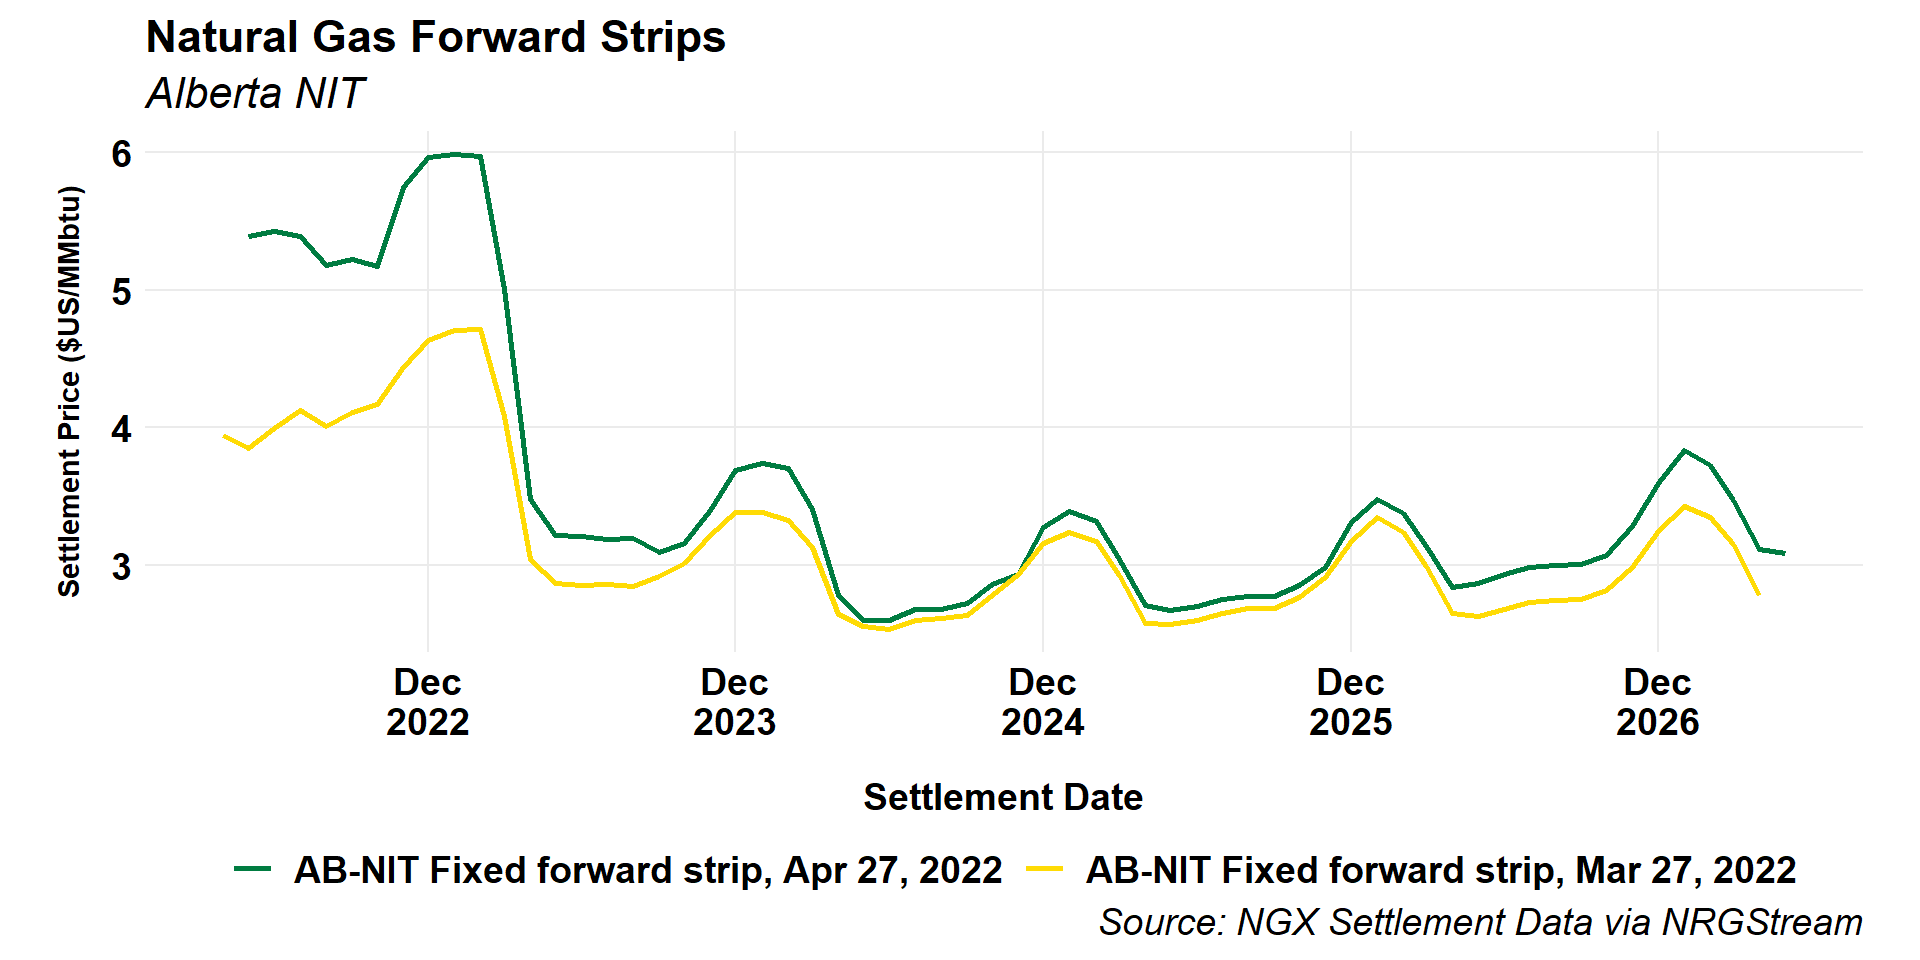 Natural Gas Forward Strips
Alberta NIT
Settlement Price ($US/MMbtu)
6
5
4
3
Dec
2022
Dec
2023
Dec
2024
Dec
2025
Dec
2026
Settlement Date
AB-NIT Fixed forward strip, Apr 27, 2022
AB-NIT Fixed forward strip, Mar 27, 2022
Source: NGX Settlement Data via NRGStream